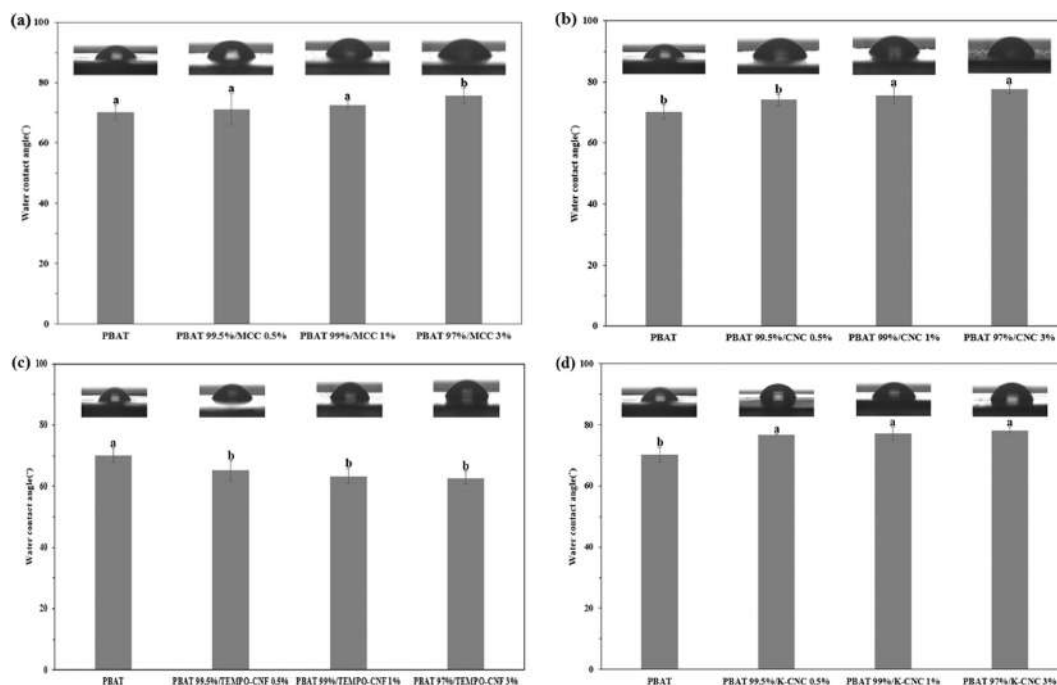 (a)
100
80
60
40
20
0
Water contact angle(°)
a
a
a
b
PBAT
PBAT 99.5%/MCC 0.5%
PBAT 99%/MCC 1%
PBAT 97%/MCC 3%
(b)
100
80
60
40
20
0
Water contact angle(°)
b
b
a
a
PBAT
PBAT 99.5%/CNC 0.5%
PBAT 99%/CNC 1%
PBAT 97%/CNC 3%
(c)
100
80
60
40
20
0
Water contact angle(°)
a
b
b
b
PBAT
PBAT 99.5%/TEMPO-CNF 0.5%
PBAT 99%/TEMPO-CNF 1%
PBAT 97%/TEMPO-CNF 3%
(d)
100
80
60
40
20
0
Water contact angle(°)
b
a
a
a
PBAT
PBAT 99.5%/K-CNC 0.5%
PBAT 99%/K-CNC 1%
PBAT 97%/K-CNC 3%